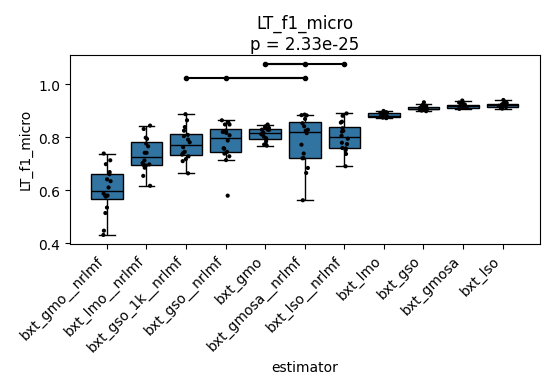 LT_f1_micro
p = 2.33e-25
LT_f1_micro
1.0
0.8
0.6
0.4
bxt_gmo__nrlmf
bxt_lmo__nrlmf
bxt_gso_1k__nrlmf
bxt_gso__nrlmf
bxt_gmo
bxt_gmosa__nrlmf
bxt_lso__nrlmf
bxt_lmo
bxt_gso
bxt_gmosa
bxt_lso
estimator